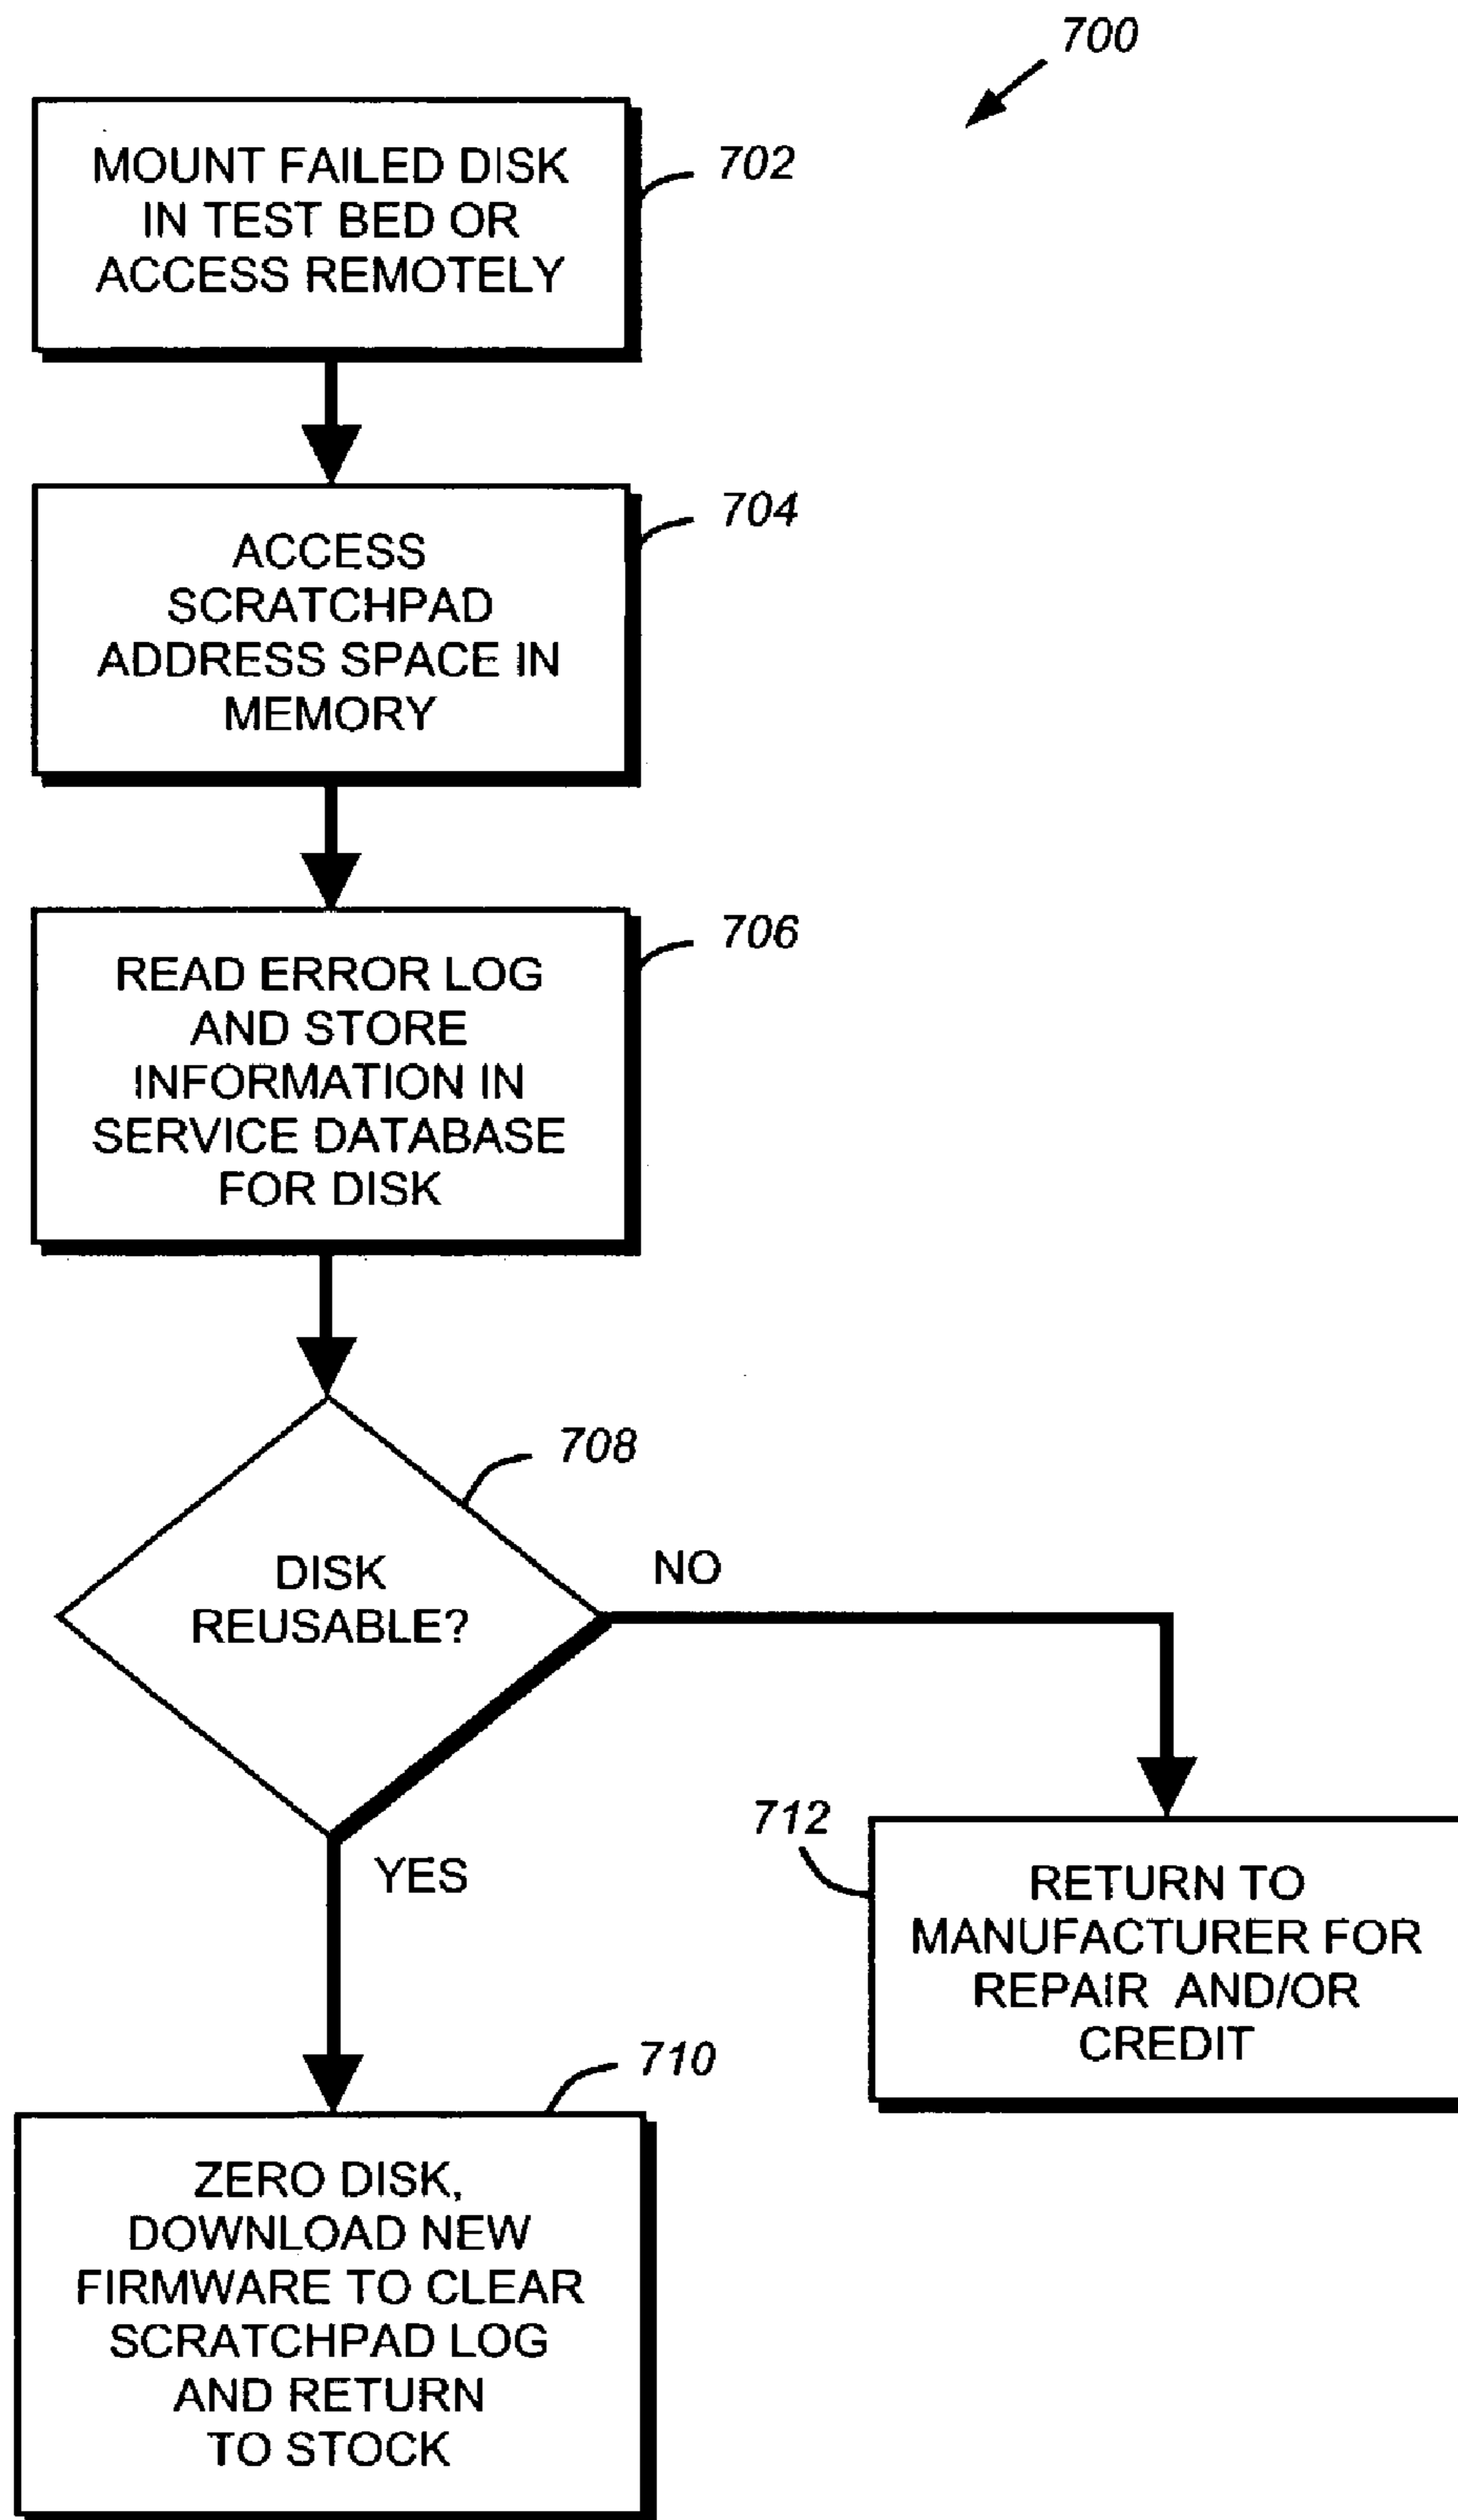 700
MOUNT FAILED DISK
IN TEST BED OR
ACCESS REMOTELY
702
ACCESS
SCRATCHPAD
ADDRESS SPACE IN
MEMORY
704
READ ERROR LOG
AND STORE
INFORMATION IN
SERVICE DATABASE
FOR DISK
706
DISK
REUSABLE?
708
NO
YES
712
RETURN TO
MANUFACTURER FOR
REPAIR AND/OR
CREDIT
710
ZERO DISK,
DOWNLOAD NEW
FIRMWARE TO CLEAR
SCRATCHPAD LOG
AND RETURN
TO STOCK